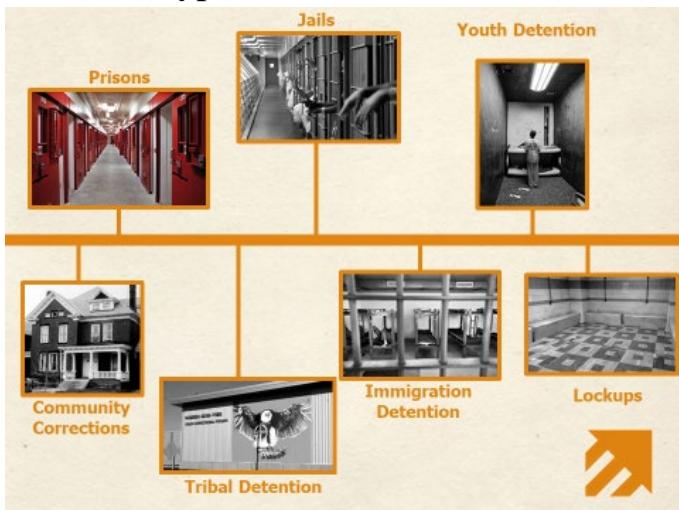 Jails
Youth Detention
Prisons
Community
Corrections
Tribal Detention
Immigration
Detention
Lockups